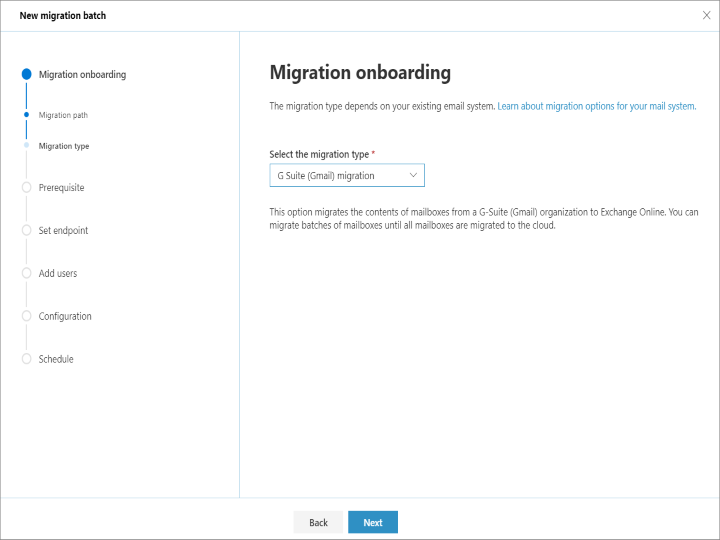 New migration batch
Migration onboarding
Migration path
Migration type
Prerequisite
Set endpoint
Add users
Configuration
Schedule
Migration onboarding
The migration type depends on your existing email system. Learn about migration options for your mail system.
Select the migration type *
G Suite (Gmail) migration
This option migrates the contents of mailboxes from a G-Suite (Gmail) organization to Exchange Online. You can
migrate batches of mailboxes until all mailboxes are migrated to the cloud.
Back
Next